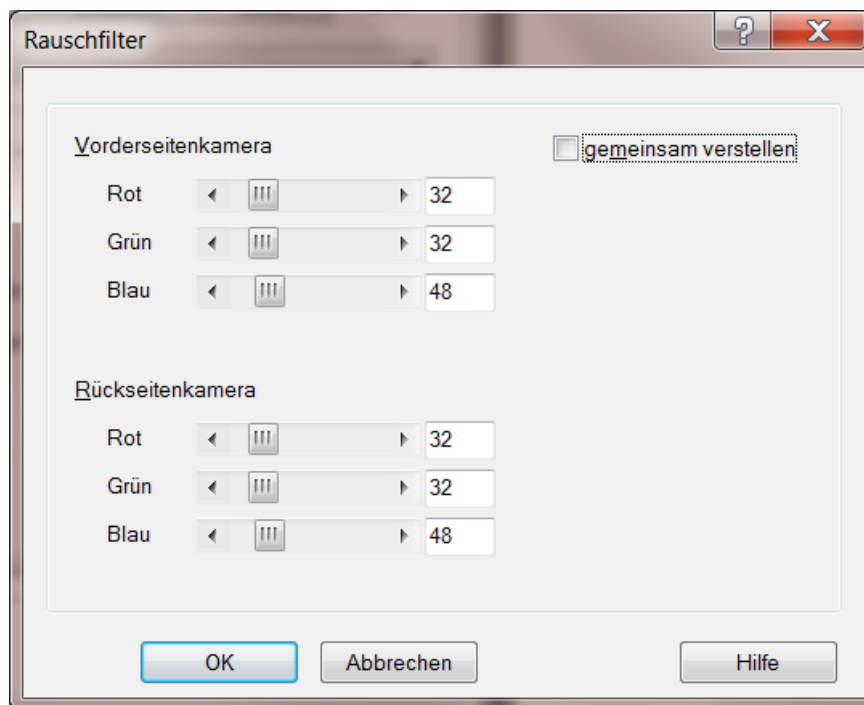 Rauschfilter
Vorderseitenkamera
gemeinsam verstellen
Rot 32
Grün 32
Blau 48
Rückseitenkamera
Rot 32
Grün 32
Blau 48
OK Abbrechen Hilfe